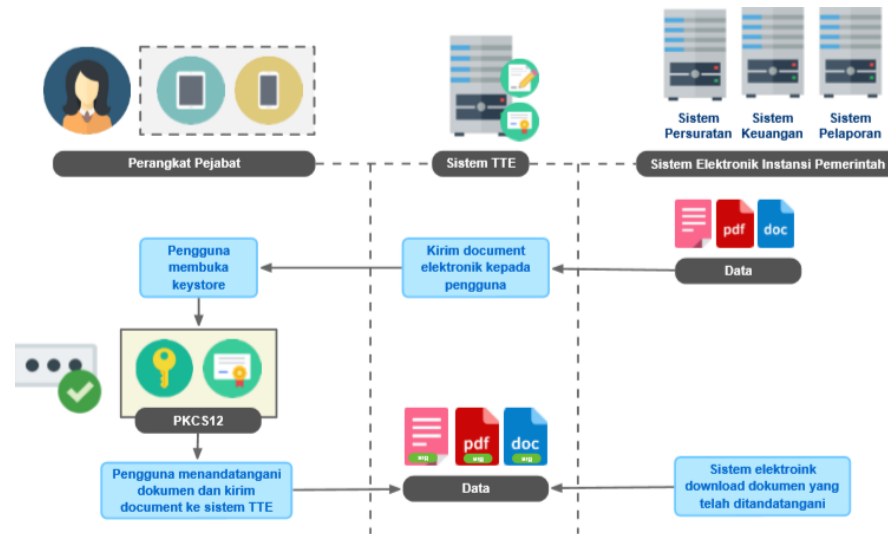 Sistem
Persuratan
Sistem
Keuangan
Sistem
Pelaporan
Perangkat Pejabat
Sistem TTE
Sistem Elektronik Instansi Pemerintah
pdf
doc
Pengguna
membuka
keystore
Kirim document
elektronik kepada
pengguna
Data
PKCS12
pdf
doc
Pengguna menandatangani
dokumen dan kirim
document ke sistem TTE
Data
Sistem elektroink
download dokumen yang
telah ditandatangani